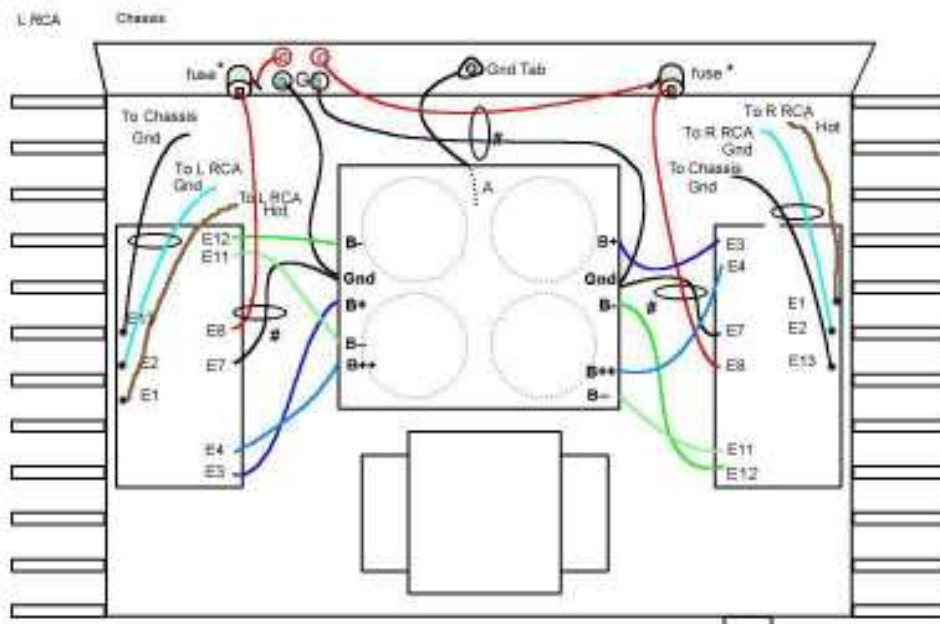 L RCA
Chassis
fuse *
Gnd Tab
fuse *
To Chassis
Gnd
To L RCA
Gnd
To L RCA
Hot
To R RCA
Hot
To R RCA
Gnd
To Chassis
Gnd
#
A
E12
E11
E8
E7
#
E2
E1
E4
E3
B-
Gnd
B+
B--
B++
B+
Gnd
B-
B++
B--
#
E3
E4
E1
E2
E7
E8
E13
E11
E12